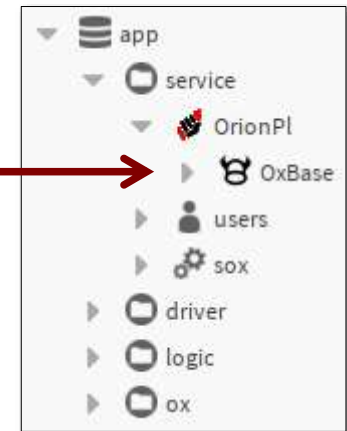 app
service
OrionPl
OxBase
users
sox
driver
logic
ox